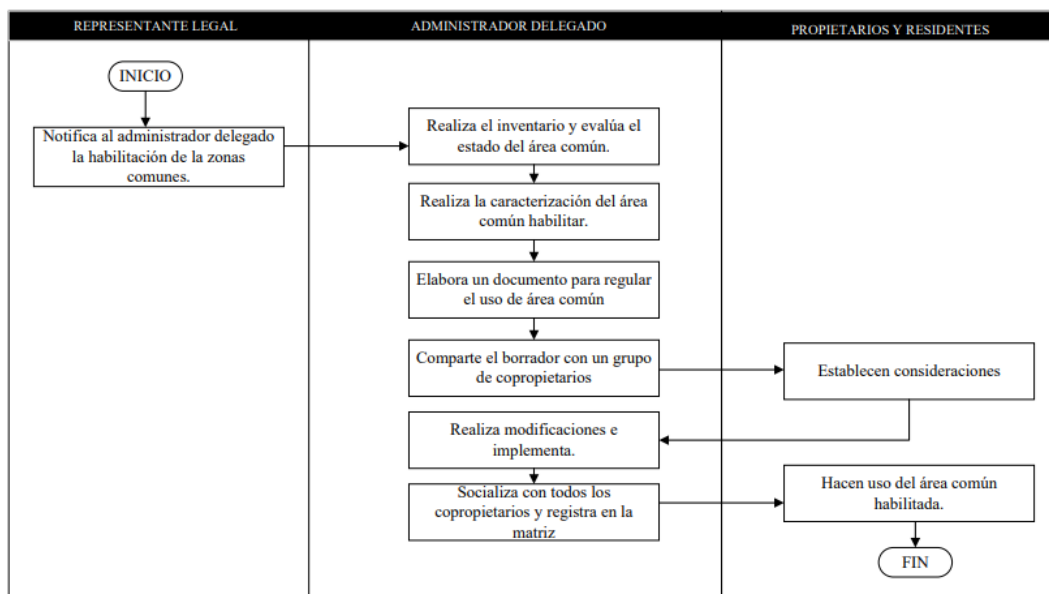 REPRESENTANTE LEGAL
ADMINISTRADOR DELEGADO
PROPIETARIOS Y RESIDENTES
INICIO
Notifica al administrador delegado
la habilitación de la zonas
comunes.
Realiza el inventario y evalúa el
estado del área común.
Realiza la caracterización del área
común habilitar.
Elabora un documento para regular
el uso de área común
Comparte el borrador con un grupo
de copropietarios
Establecen consideraciones
Realiza modificaciones e
implementa.
Socializa con todos los
copropietarios y registra en la
matriz
Hacen uso del área común
habilitada.
FIN